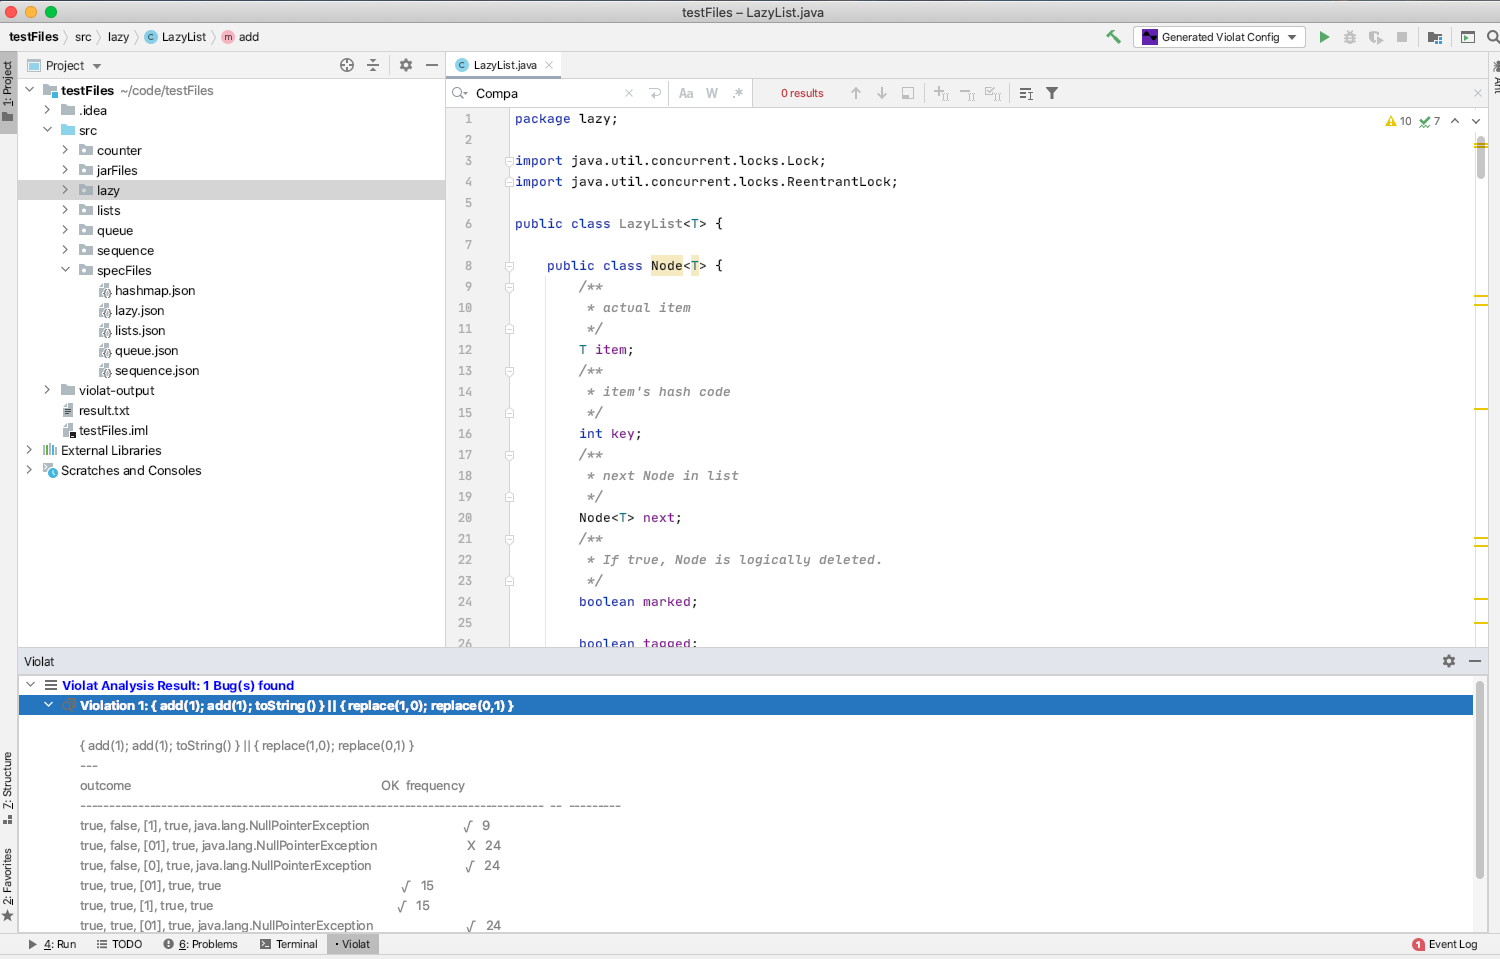 testFiles – LazyList.java
testFiles src lazy C LazyList m add
Generated Violat Config
1: Project
Project
testFiles ~/code/testFiles
.idea
src
counter
jarFiles
lazy
lists
queue
sequence
specFiles
hashmap.json
lazy.json
lists.json
queue.json
sequence.json
violat-output
result.txt
testFiles.iml
External Libraries
Scratches and Consoles
C LazyList.java
Compa
Aa W .* 0 results
Ant
10 7
1 package lazy;
2
3 import java.util.concurrent.locks.Lock;
4 import java.util.concurrent.locks.ReentrantLock;
5
6 public class LazyList<T> {
7
8 public class Node<T> {
9 /**
10 * actual item
11 */
12 T item;
13 /**
14 * item's hash code
15 */
16 int key;
17 /**
18 * next Node in list
19 */
20 Node<T> next;
21 /**
22 * If true, Node is logically deleted.
23 */
24 boolean marked;
25
26 boolean tagged;
Violat
Violat Analysis Result: 1 Bug(s) found
Violation 1: { add(1); add(1); toString() } || { replace(1,0); replace(0,1) }
{ add(1); add(1); toString() } || { replace(1,0); replace(0,1) }
---
outcome OK frequency
-------------------------------------------------------------------------------- -- ---------
true, false, [1], true, java.lang.NullPointerException √ 9
true, false, [01], true, java.lang.NullPointerException X 24
true, false, [0], true, java.lang.NullPointerException √ 24
true, true, [01], true, true √ 15
true, true, [1], true, true √ 15
true, true, [01], true, java.lang.NullPointerException √ 24
7: Structure
2: Favorites
4: Run TODO 6: Problems Terminal Violat
1 Event Log